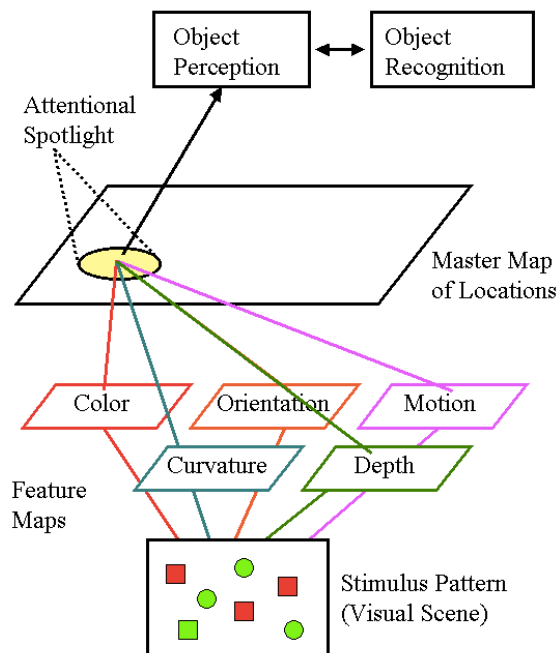 Object
Perception
Object
Recognition
Attentional
Spotlight
Master Map
of Locations
Color
Orientation
Motion
Curvature
Depth
Feature
Maps
Stimulus Pattern
(Visual Scene)